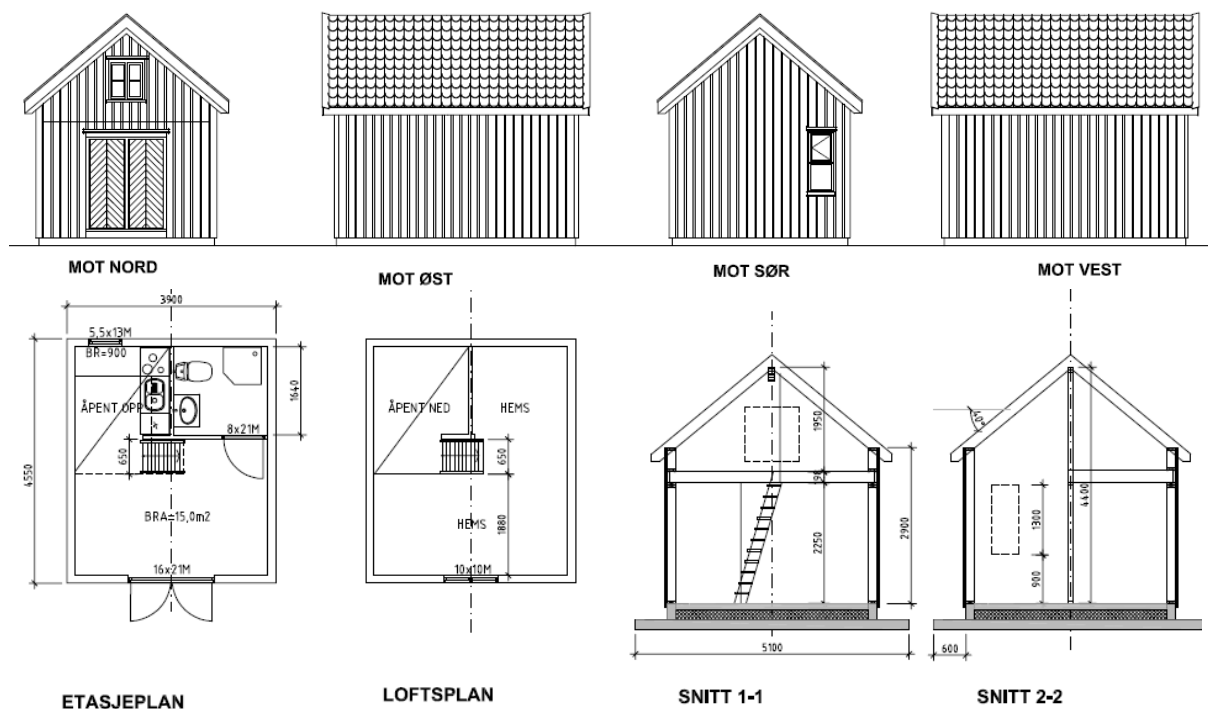 MOT NORD
MOT ØST
MOT SØR
MOT VEST
3900
5,5x13M
BR=900
ÅPENT OPP
1640
8x21M
650
4550
BRA=15,0m2
16x21M
ÅPENT NED
HEMS
650
HEMS
1880
10x10M
1950
2250
2900
5100
40°
4400
1300
900
600
ETASJEPLAN
LOFTSPLAN
SNITT 1-1
SNITT 2-2